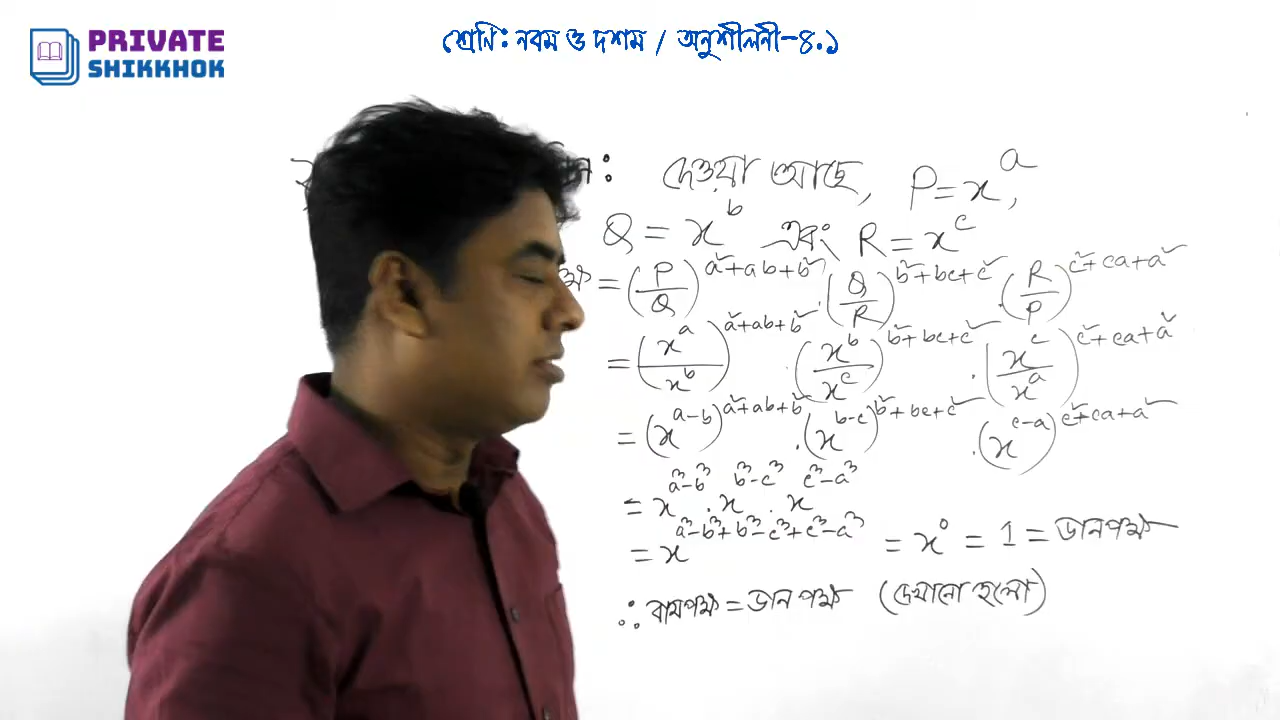 PRIVATE
SHIKKHOK
শ্রেণি: নবম ও দশম / অনুশীলনী-৪.১
: দেওয়া আছে, P = x^a,
Q = x^b এবং R = x^c
= (P/Q)^(a²+ab+b²) . (Q/R)^(b²+bc+c²) . (R/P)^(c²+ca+a²)
= (x^a/x^b)^(a²+ab+b²) . (x^b/x^c)^(b²+bc+c²) . (x^c/x^a)^(c²+ca+a²)
= (x^(a-b))^(a²+ab+b²) . (x^(b-c))^(b²+bc+c²) . (x^(c-a))^(c²+ca+a²)
= x^(a³-b³) . x^(b³-c³) . x^(c³-a³)
= x^(a³-b³+b³-c³+c³-a³) = x^0 = 1 = ডানপক্ষ
∴ বামপক্ষ = ডানপক্ষ (দেখানো হলো)